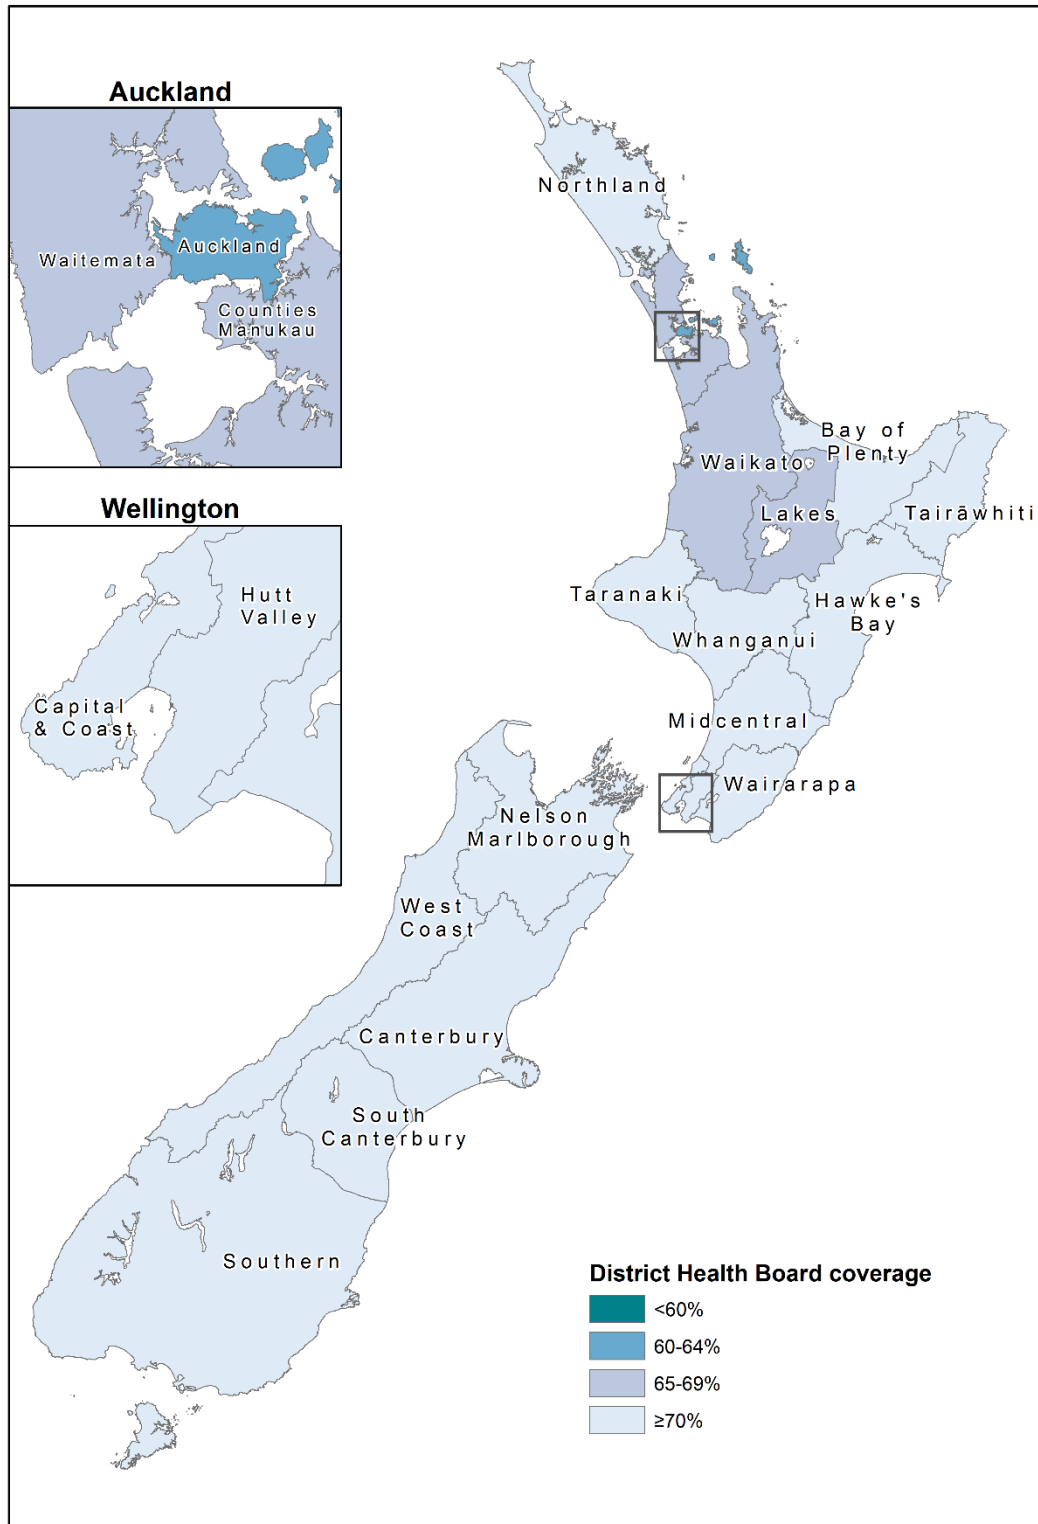 Auckland
Waitemata
Auckland
Counties
Manukau
Wellington
Hutt
Valley
Capital
& Coast
Northland
Bay of
Plenty
Waikato
Lakes
Tairāwhiti
Taranaki
Hawke's
Bay
Whanganui
Midcentral
Wairarapa
Nelson
Marlborough
West
Coast
Canterbury
South
Canterbury
Southern
District Health Board coverage
<60%
60-64%
65-69%
≥70%